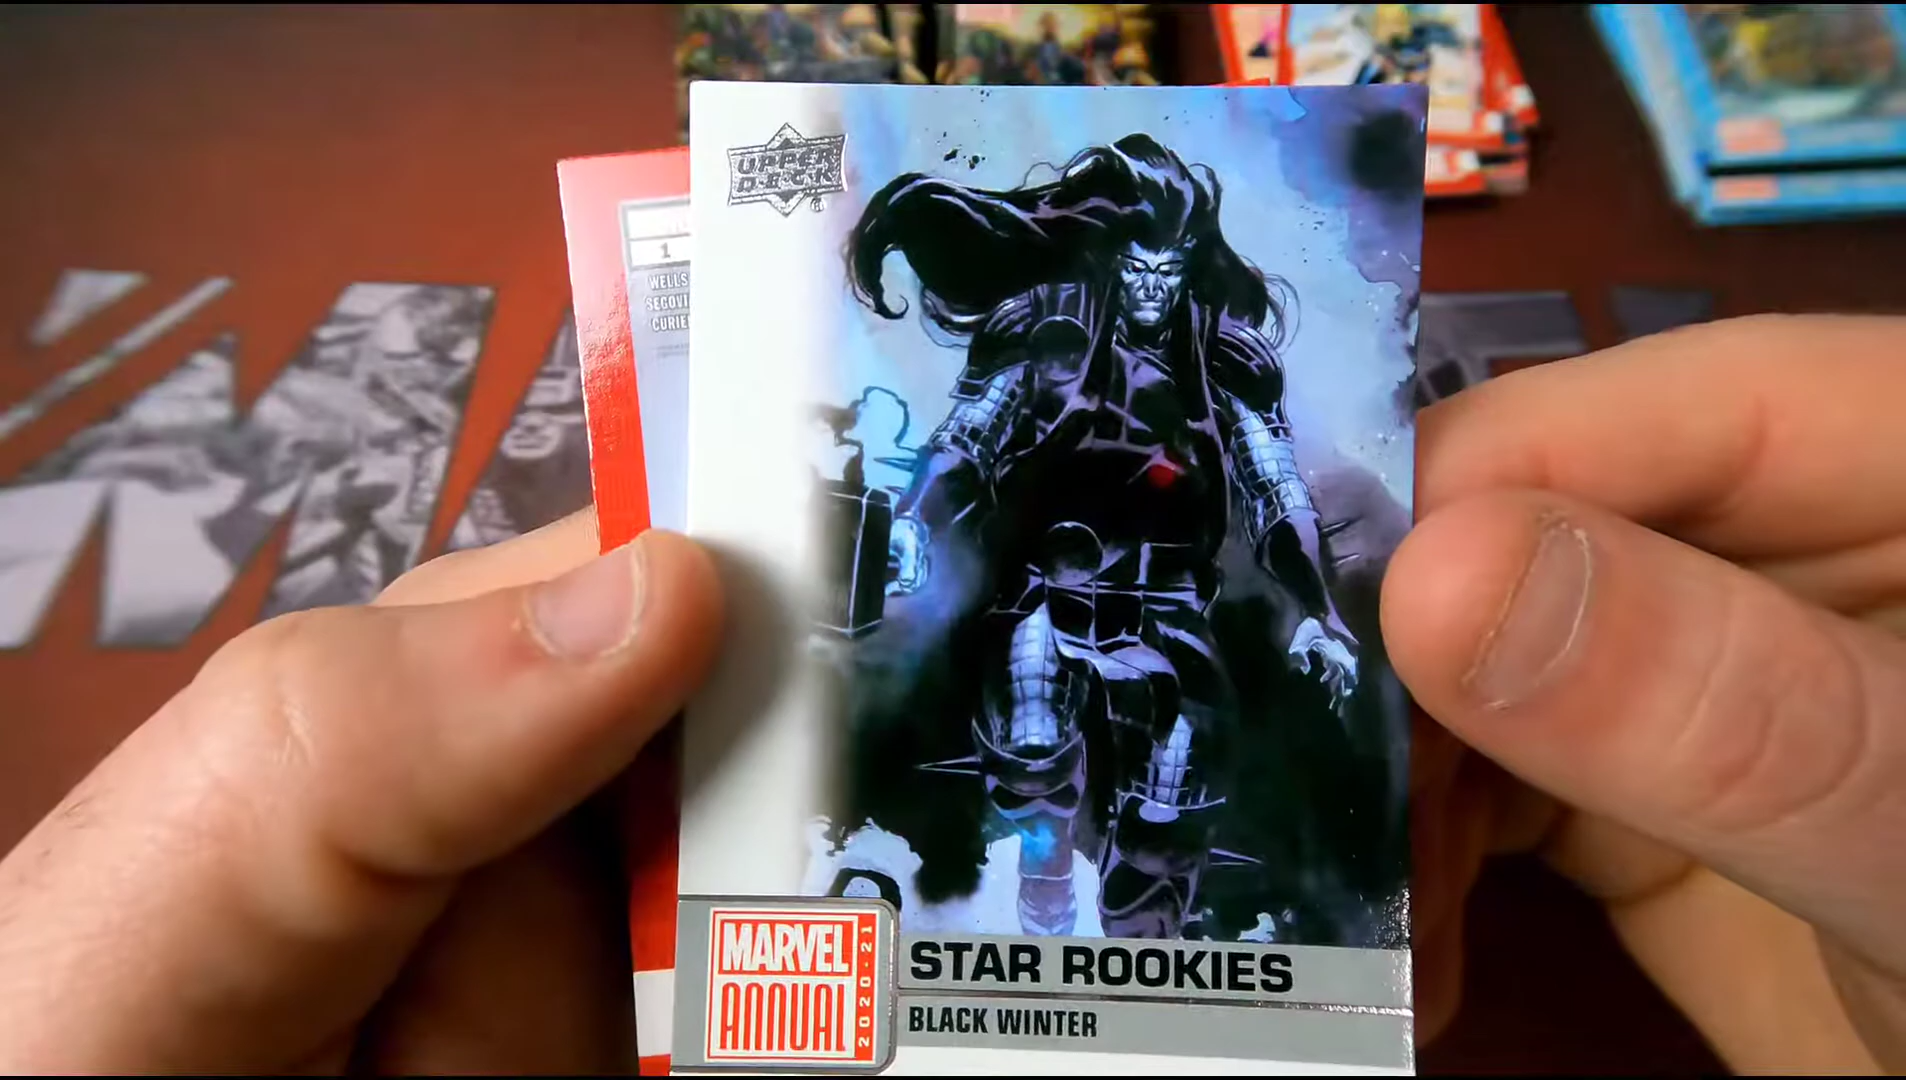 UPPER
DECK
1
WELLS
SEGOVI
CURIE
MARVEL
ANNUAL
2020-21
STAR ROOKIES
BLACK WINTER